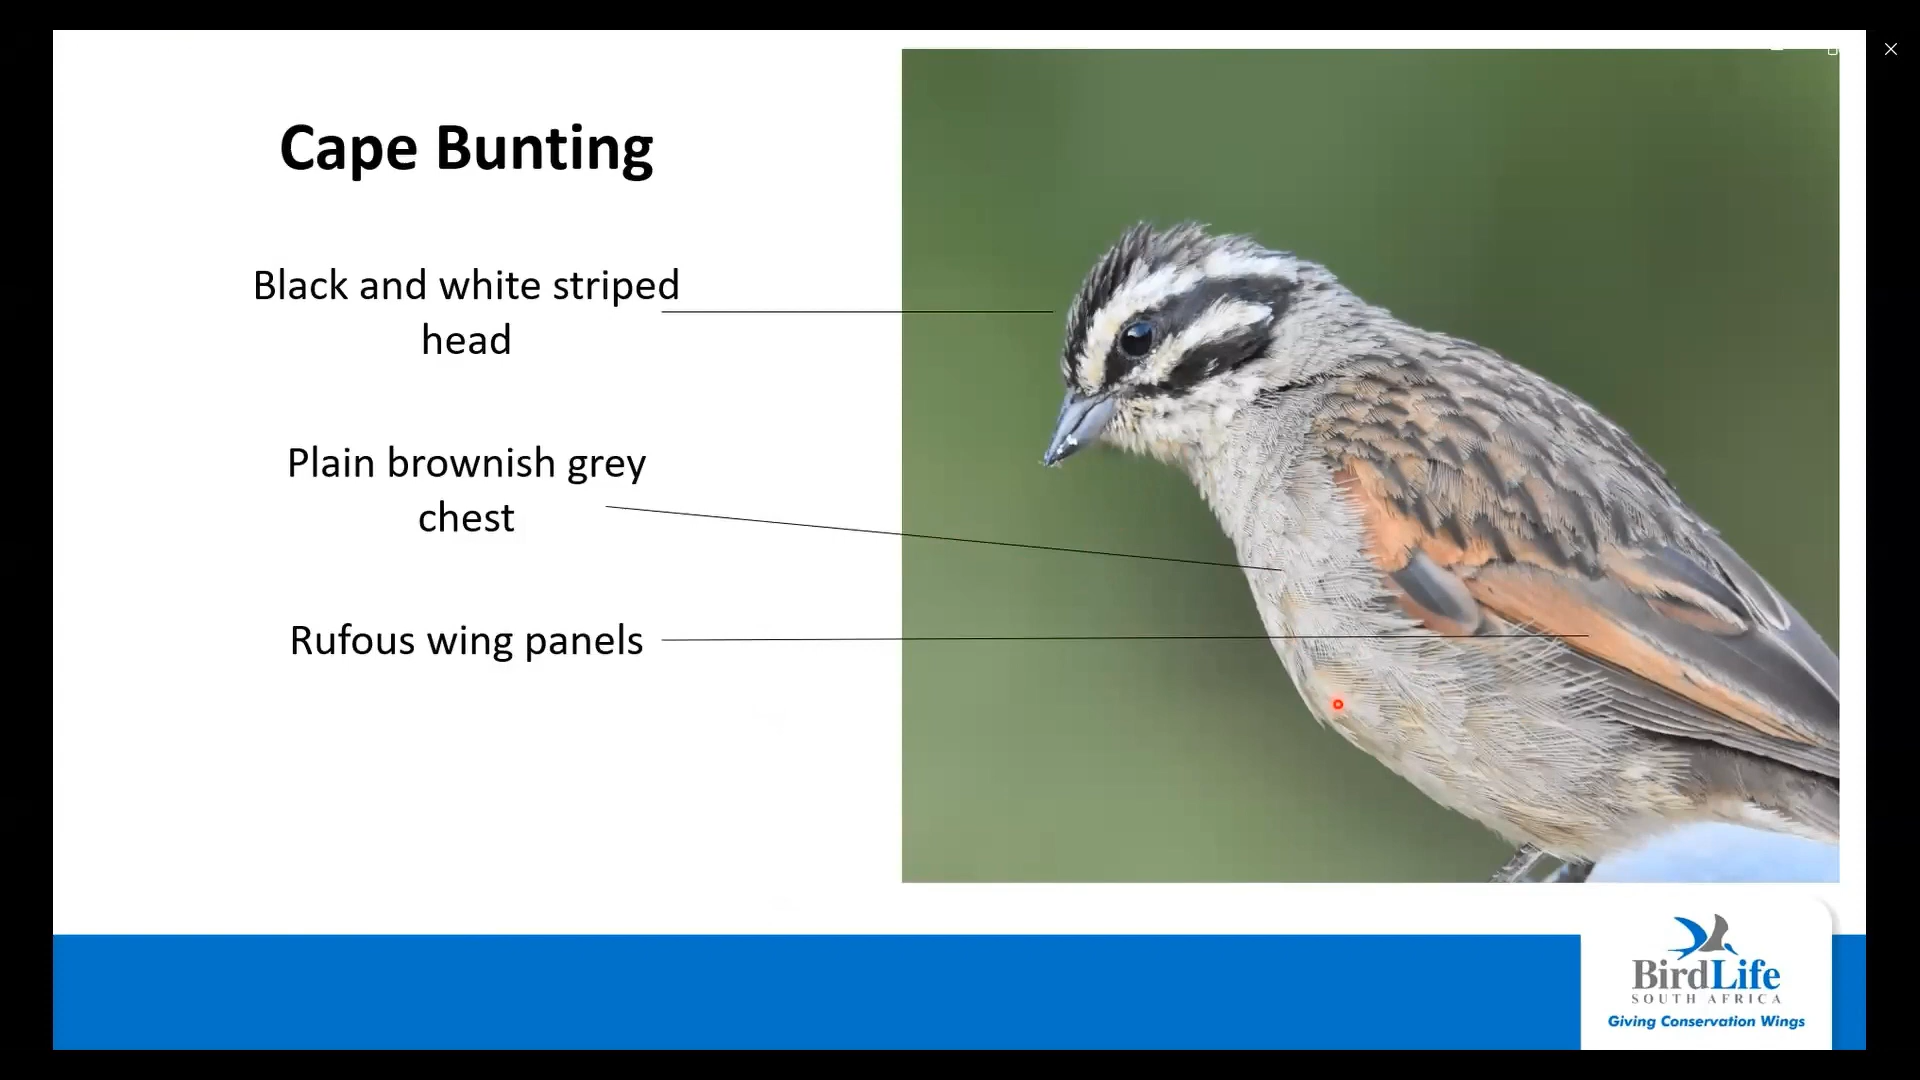 Cape Bunting
Black and white striped
head
Plain brownish grey
chest
Rufous wing panels
BirdLife
SOUTH AFRICA
Giving Conservation Wings